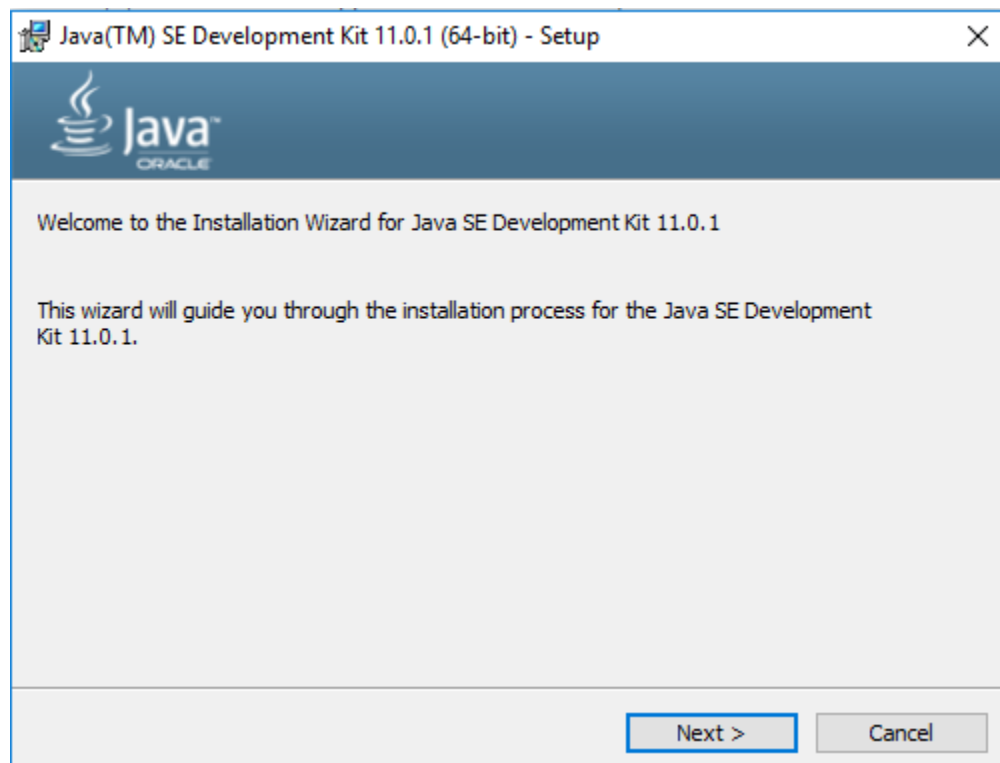 Java(TM) SE Development Kit 11.0.1 (64-bit) - Setup
Java™
ORACLE
Welcome to the Installation Wizard for Java SE Development Kit 11.0.1
This wizard will guide you through the installation process for the Java SE Development
Kit 11.0.1.
Next >
Cancel